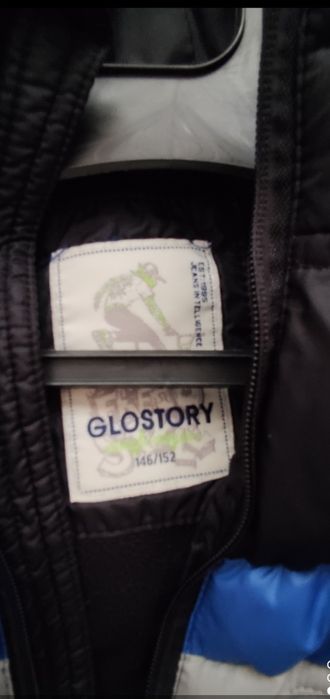 EST 1995
JEANS INTELLIGENCE
GLOSTORY
146/152